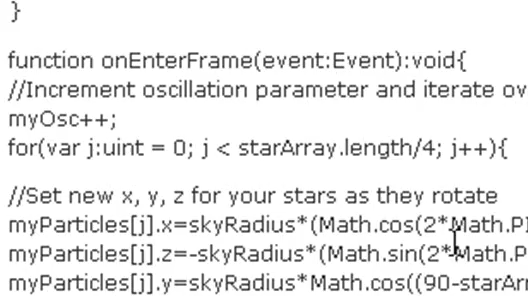 }
function onEnterFrame(event:Event):void{
//Increment oscillation parameter and iterate ov
myOsc++;
for(var j:uint = 0; j < starArray.length/4; j++){
//Set new x, y, z for your stars as they rotate
myParticles[j].x=skyRadius*(Math.cos(2*Math.PI
myParticles[j].z=-skyRadius*(Math.sin(2*Math.P
myParticles[j].y=skyRadius*Math.cos((90-starArr